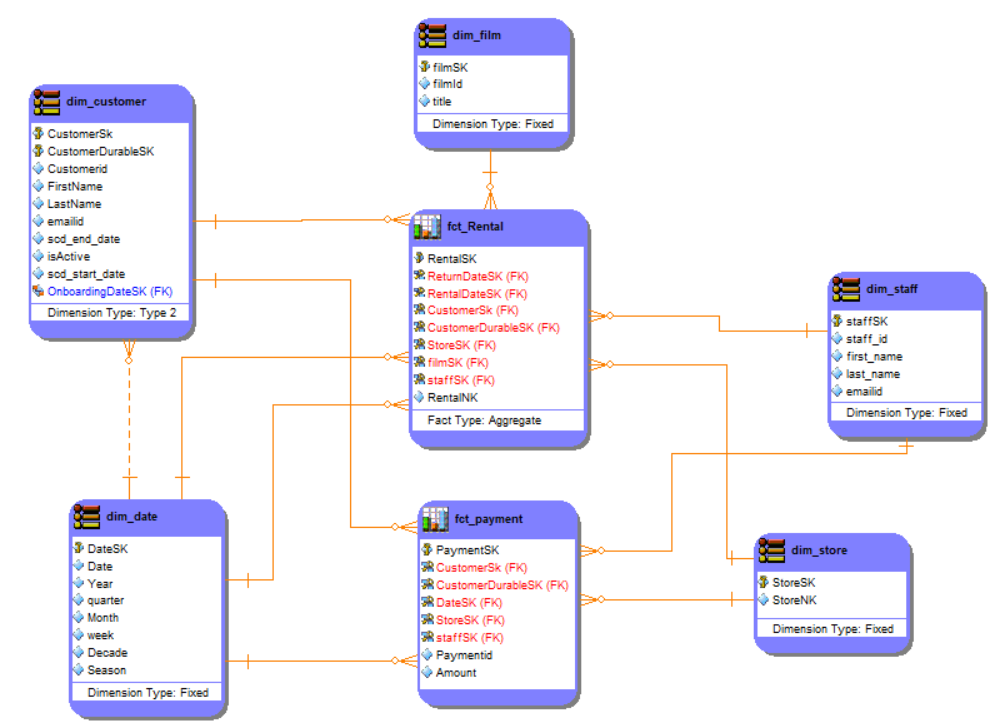 dim_film
filmSK
filmId
title
Dimension Type: Fixed
dim_customer
CustomerSk
CustomerDurableSK
Customerid
FirstName
LastName
emailid
scd_end_date
isActive
scd_start_date
OnboardingDateSK (FK)
Dimension Type: Type 2
fct_Rental
RentalSK
ReturnDateSK (FK)
RentalDateSK (FK)
CustomerSk (FK)
CustomerDurableSK (FK)
StoreSK (FK)
filmSK (FK)
staffSK (FK)
RentalNK
Fact Type: Aggregate
dim_staff
staffSK
staff_id
first_name
last_name
emailid
Dimension Type: Fixed
dim_date
DateSK
Date
Year
quarter
Month
week
Decade
Season
Dimension Type: Fixed
fct_payment
PaymentSK
CustomerSk (FK)
CustomerDurableSK (FK)
DateSK (FK)
StoreSK (FK)
staffSK (FK)
Paymentid
Amount
dim_store
StoreSK
StoreNK
Dimension Type: Fixed